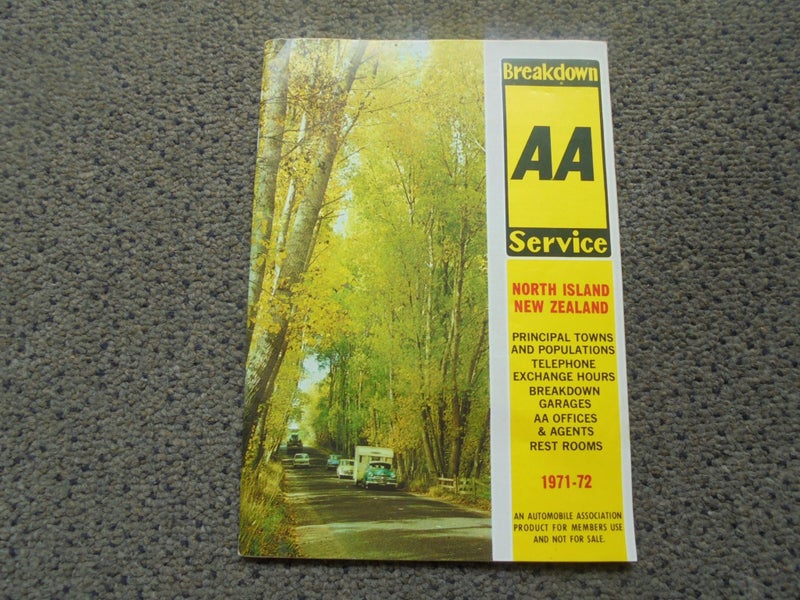 Breakdown
AA
Service
NORTH ISLAND
NEW ZEALAND
PRINCIPAL TOWNS
AND POPULATIONS
TELEPHONE
EXCHANGE HOURS
BREAKDOWN
GARAGES
AA OFFICES
& AGENTS
REST ROOMS
1971-72
AN AUTOMOBILE ASSOCIATION
PRODUCT FOR MEMBERS USE
AND NOT FOR SALE.